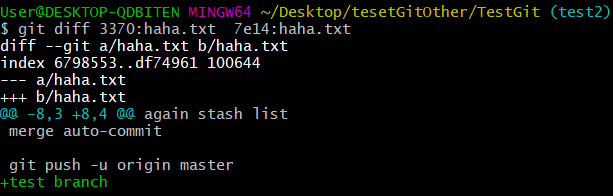 User@DESKTOP-QDBITEN MINGW64 ~/Desktop/tesetGitOther/TestGit (test2)
$ git diff 3370:haha.txt  7e14:haha.txt
diff --git a/haha.txt b/haha.txt
index 6798553..df74961 100644
--- a/haha.txt
+++ b/haha.txt
@@ -8,3 +8,4 @@ again stash list
 merge auto-commit

 git push -u origin master
+test branch